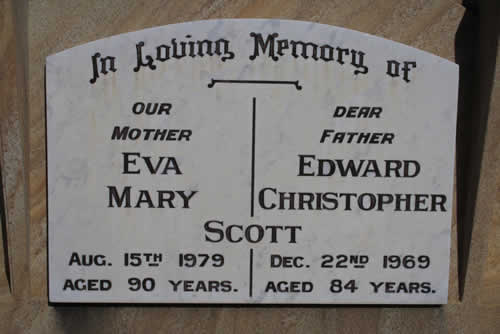 In Loving Memory of
OUR
MOTHER
EVA
MARY
DEAR
FATHER
EDWARD
CHRISTOPHER
SCOTT
AUG. 15TH 1979
AGED 90 YEARS.
DEC. 22ND 1969
AGED 84 YEARS.